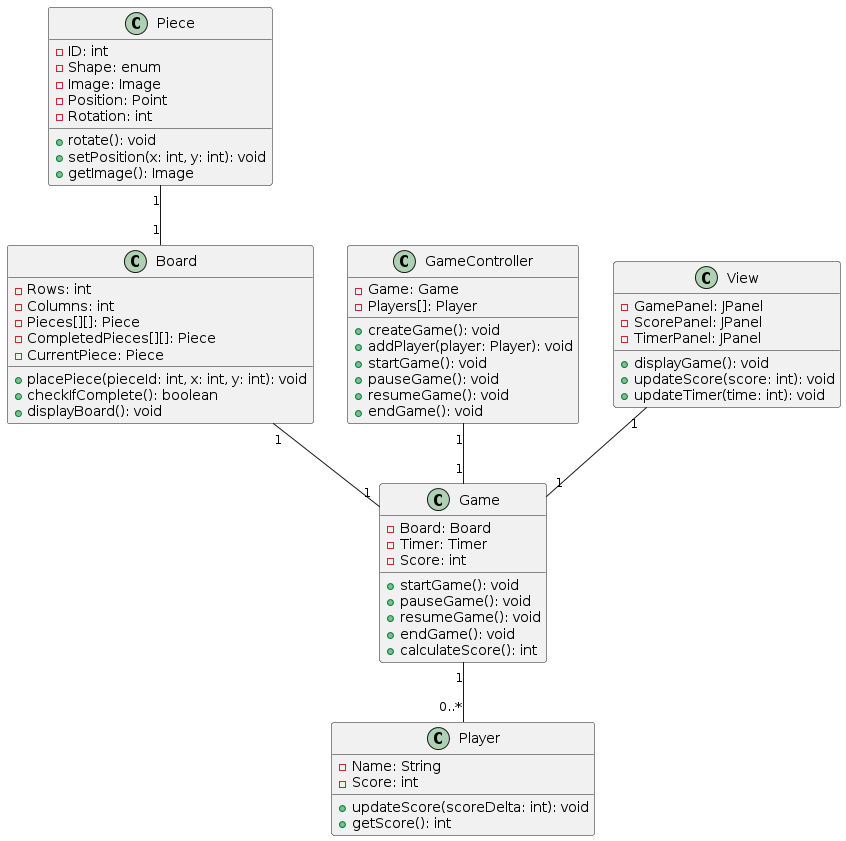 C Piece
ID: int
Shape: enum
Image: Image
Position: Point
Rotation: int
rotate(): void
setPosition(x: int, y: int): void
getImage(): Image
1
1
C Board
Rows: int
Columns: int
Pieces[][]: Piece
CompletedPieces[][]: Piece
CurrentPiece: Piece
placePiece(pieceId: int, x: int, y: int): void
checkIfComplete(): boolean
displayBoard(): void
C GameController
Game: Game
Players[]: Player
createGame(): void
addPlayer(player: Player): void
startGame(): void
pauseGame(): void
resumeGame(): void
endGame(): void
C View
GamePanel: JPanel
ScorePanel: JPanel
TimerPanel: JPanel
displayGame(): void
updateScore(score: int): void
updateTimer(time: int): void
1
1
1
1
1
1
C Game
Board: Board
Timer: Timer
Score: int
startGame(): void
pauseGame(): void
resumeGame(): void
endGame(): void
calculateScore(): int
1
0..*
C Player
Name: String
Score: int
updateScore(scoreDelta: int): void
getScore(): int